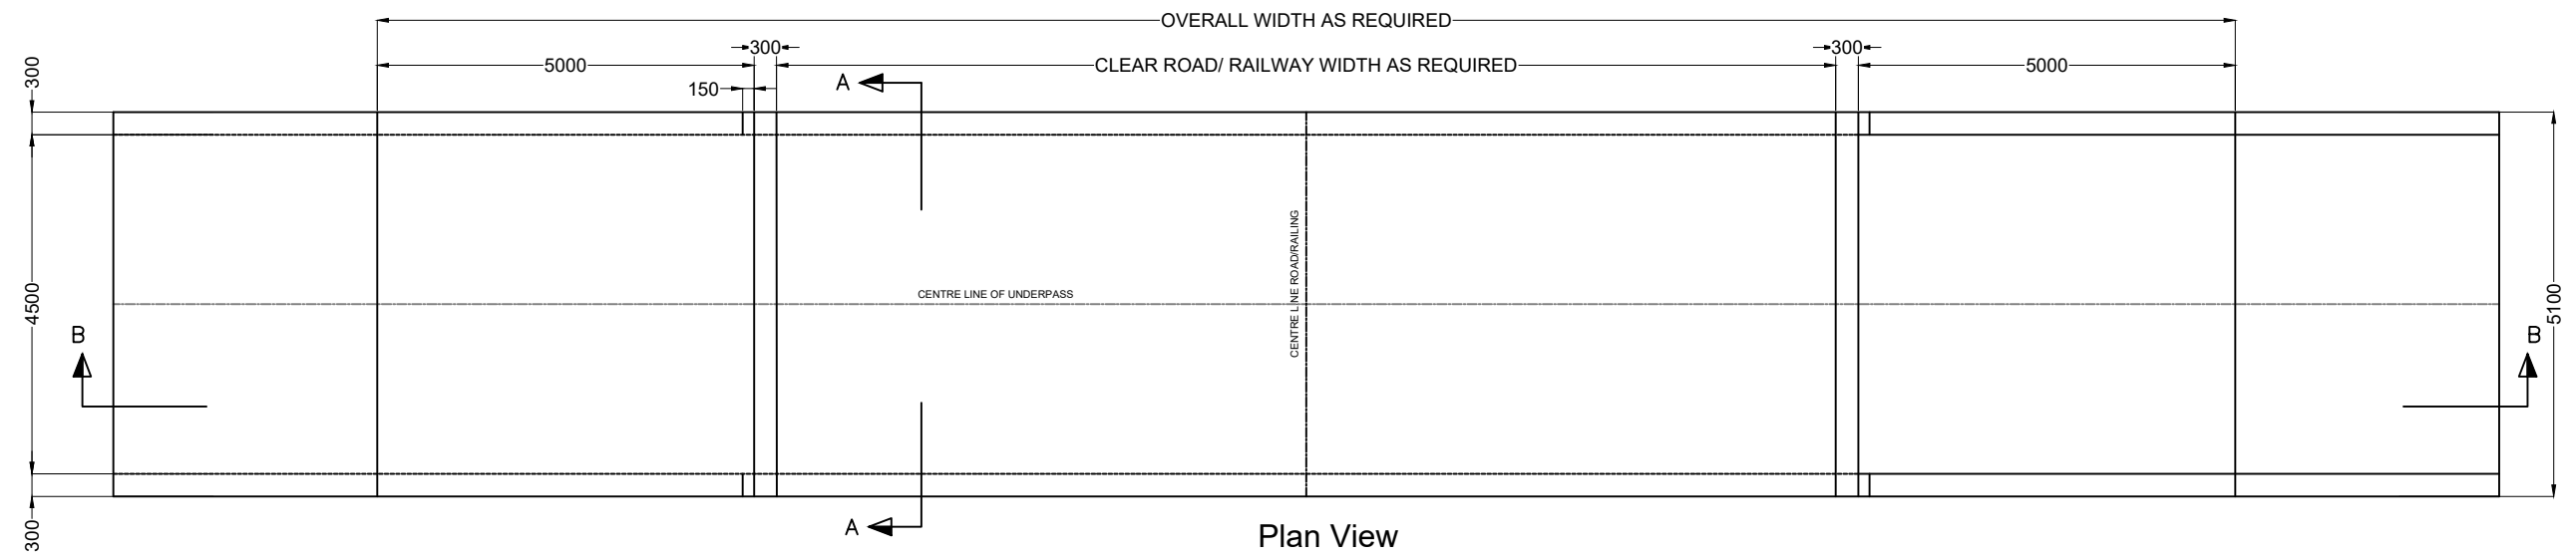 OVERALL WIDTH AS REQUIRED
300
300
5000
CLEAR ROAD/ RAILWAY WIDTH AS REQUIRED
5000
300
150
A
CENTRE LINE ROAD/RAILING
CENTRE LINE OF UNDERPASS
4500
5100
B
B
A
300
Plan View